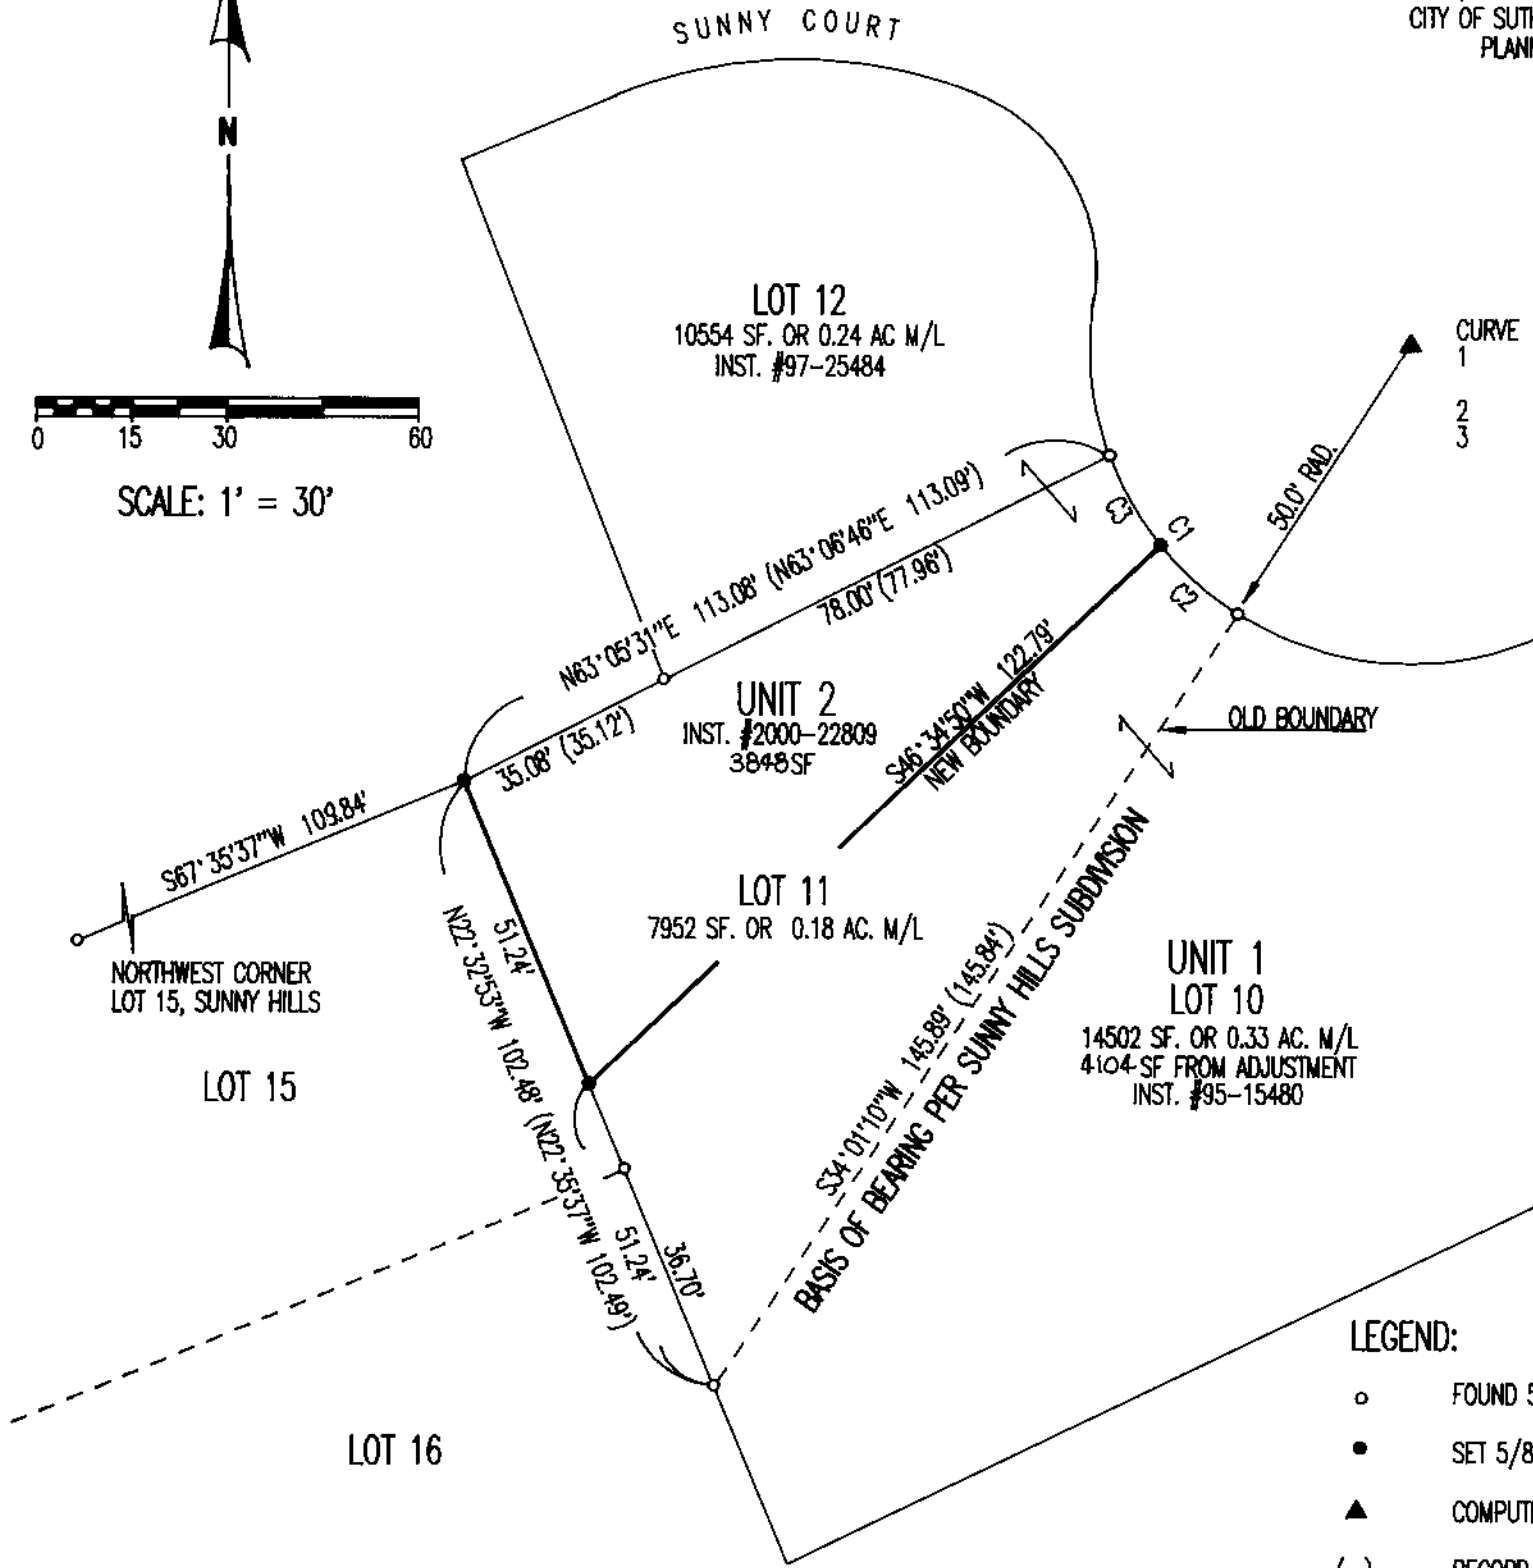 SUNNY COURT
CITY OF SUTH
PLANN
N
0 15 30 60
SCALE: 1' = 30'
LOT 12
10554 SF. OR 0.24 AC M/L
INST. #97-25484
CURVE
1
2
3
50.0' RAD.
C3
C1
C2
N63°05'31"E 113.08' (N63°06'46"E 113.09')
78.00' (77.96')
35.08' (35.12')
UNIT 2
INST. #2000-22809
3848 SF
S46°34'50"W 122.79'
NEW BOUNDARY
OLD BOUNDARY
S67°35'37"W 109.84'
NORTHWEST CORNER
LOT 15, SUNNY HILLS
LOT 11
7952 SF. OR 0.18 AC. M/L
51.24'
N22°32'53"W 102.48' (N22°35'37"W 102.49')
51.24'
36.70'
S34°01'10"W 145.89' (145.84')
BASIS OF BEARING PER SUNNY HILLS SUBDIVISION
UNIT 1
LOT 10
14502 SF. OR 0.33 AC. M/L
4104 SF FROM ADJUSTMENT
INST. #95-15480
LOT 15
LOT 16
LEGEND:
FOUND 5
SET 5/8
COMPUT
( ) RECORD